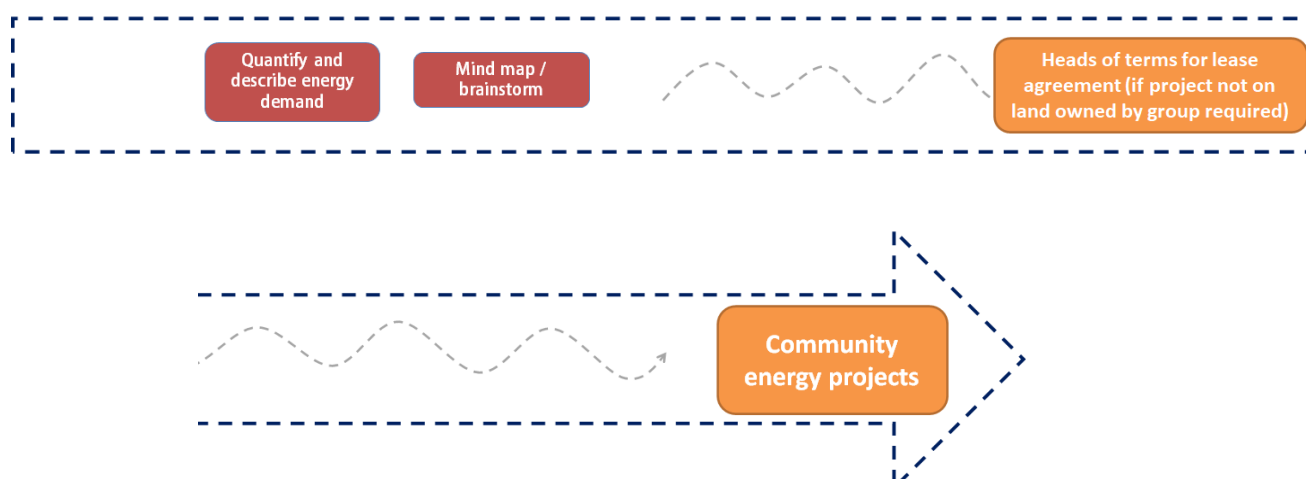 Quantify and
describe energy
demand
Mind map /
brainstorm
Heads of terms for lease
agreement (if project not on
land owned by group required)
Community
energy projects